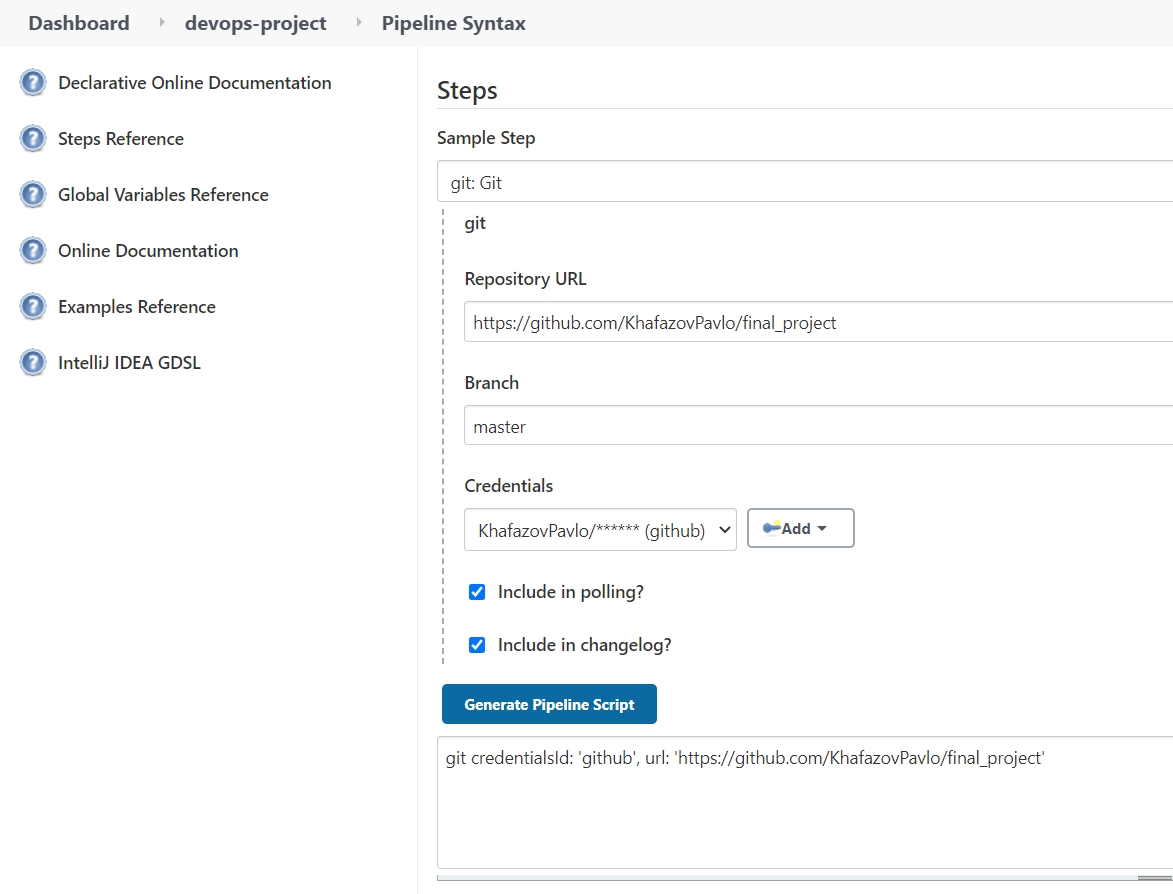 Dashboard devops-project Pipeline Syntax
Declarative Online Documentation
Steps Reference
Global Variables Reference
Online Documentation
Examples Reference
IntelliJ IDEA GDSL
Steps
Sample Step
git: Git
git
Repository URL
https://github.com/KhafazovPavlo/final_project
Branch
master
Credentials
KhafazovPavlo/****** (github) Add
Include in polling?
Include in changelog?
Generate Pipeline Script
git credentialsId: 'github', url: 'https://github.com/KhafazovPavlo/final_project'